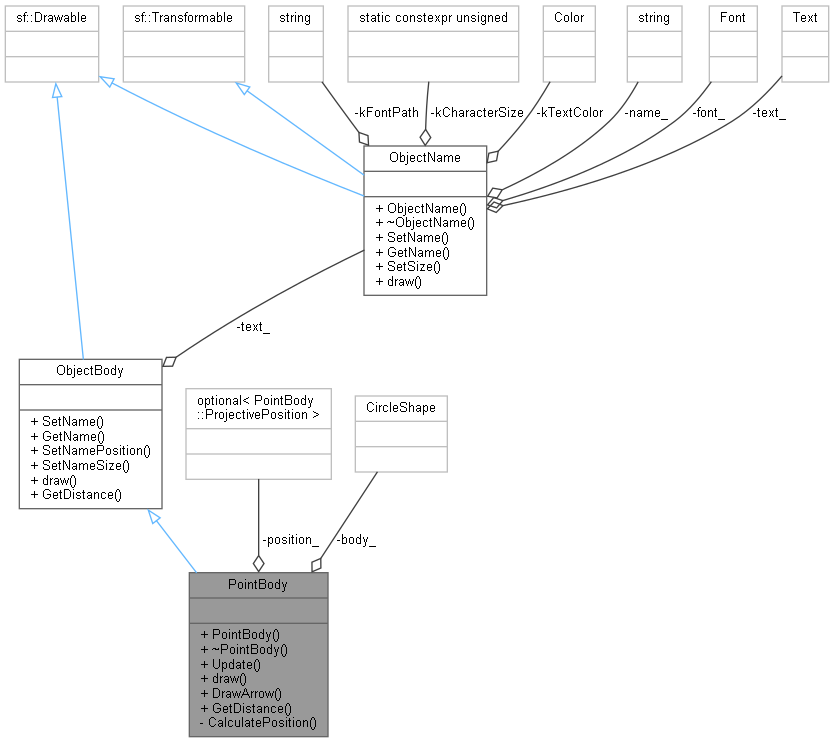 sf::Drawable
sf::Transformable
string
static constexpr unsigned
Color
string
Font
Text
-kFontPath
-kCharacterSize
-kTextColor
-name_
-font_
-text_
ObjectName
+ ObjectName()
+ ~ObjectName()
+ SetName()
+ GetName()
+ SetSize()
+ draw()
-text_
ObjectBody
+ SetName()
+ GetName()
+ SetNamePosition()
+ SetNameSize()
+ draw()
+ GetDistance()
optional< PointBody
::ProjectivePosition >
CircleShape
-position_
-body_
PointBody
+ PointBody()
+ ~PointBody()
+ Update()
+ draw()
+ DrawArrow()
+ GetDistance()
- CalculatePosition()